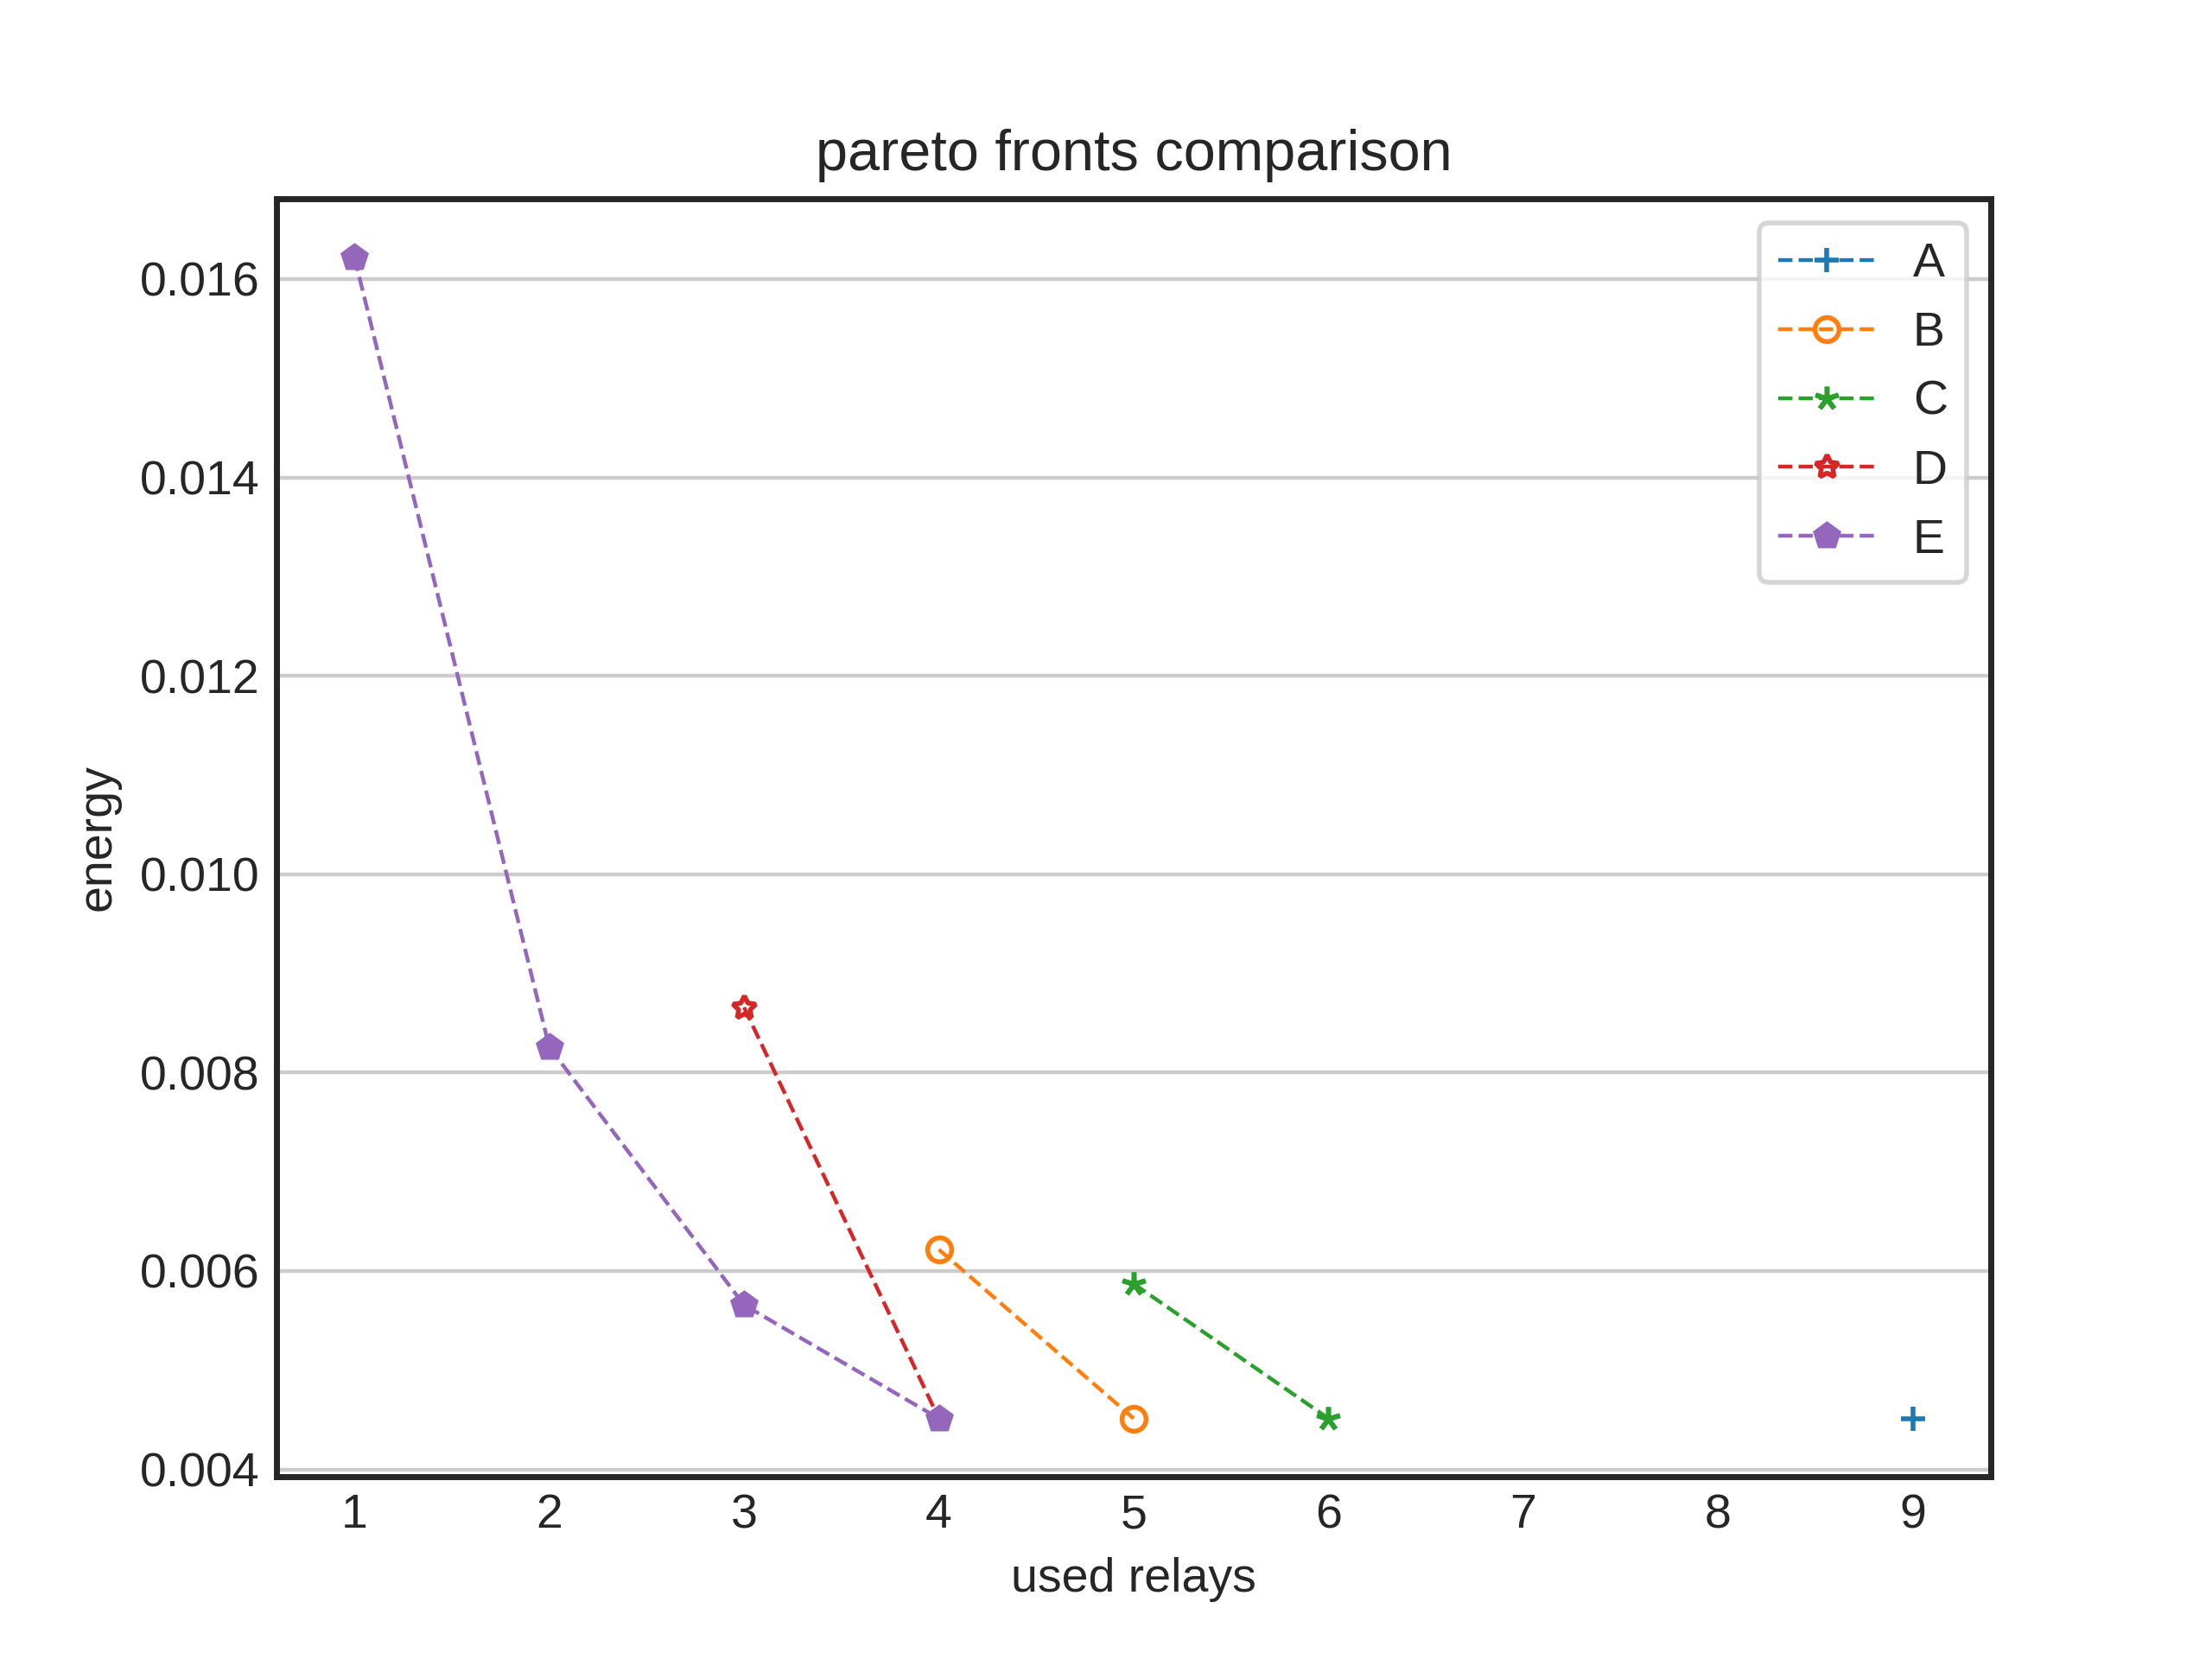 pareto fronts comparison
A
B
C
D
E
0.016
0.014
0.012
0.010
0.008
0.006
0.004
energy
1 2 3 4 5 6 7 8 9
used relays